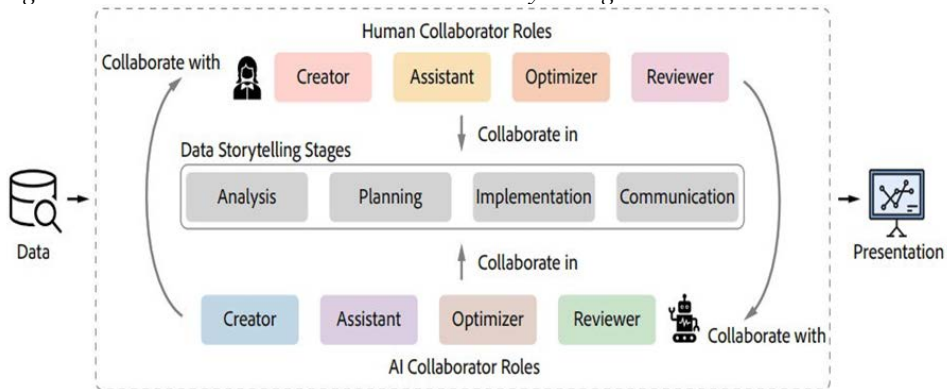 Human Collaborator Roles
Collaborate with
Creator
Assistant
Optimizer
Reviewer
Collaborate in
Data Storytelling Stages
Analysis
Planning
Implementation
Communication
Data
Presentation
Collaborate in
Creator
Assistant
Optimizer
Reviewer
Collaborate with
AI Collaborator Roles